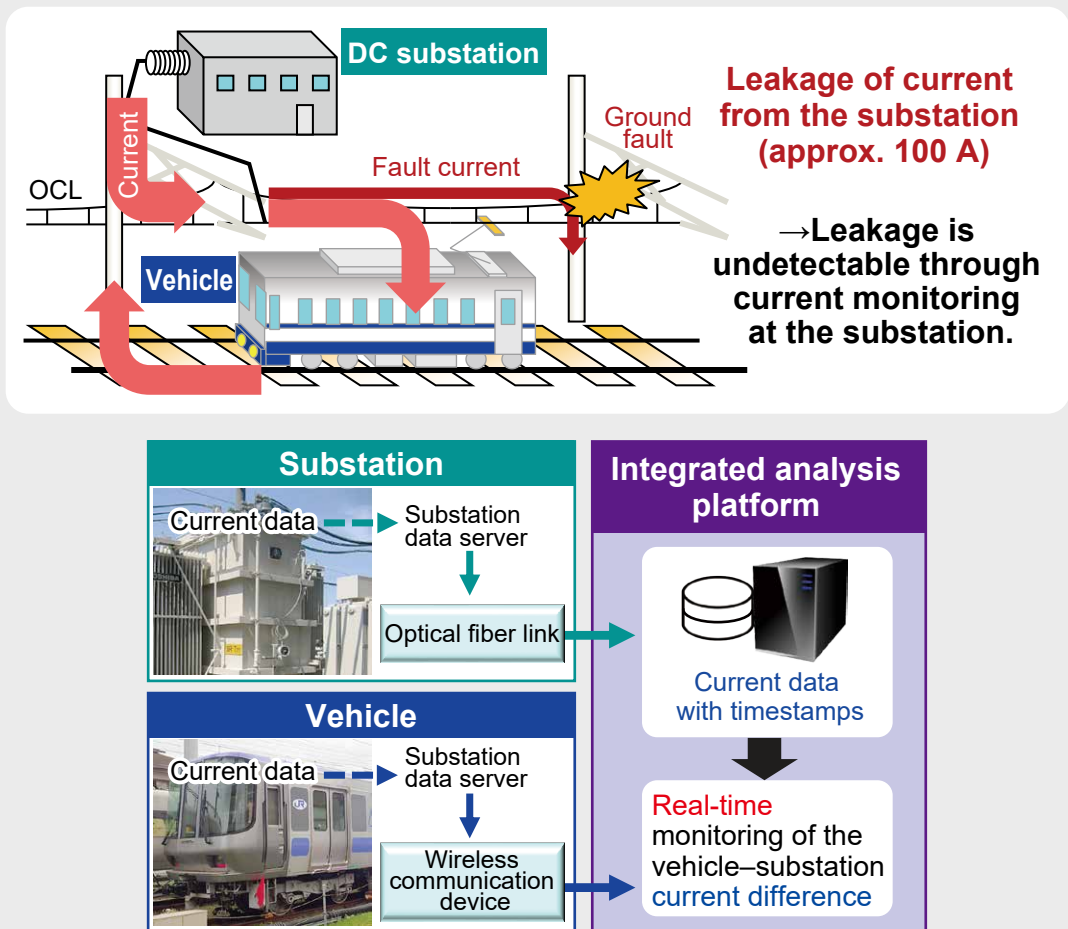 DC substation
Current
OCL
Vehicle
Fault current
Ground
fault
Leakage of current
from the substation
(approx. 100 A)
→Leakage is
undetectable through
current monitoring
at the substation.
Substation
Current data
Substation
data server
Optical fiber link
Vehicle
Current data
JR
Substation
data server
Wireless
communication
device
Integrated analysis
platform
Current data
with timestamps
Real-time
monitoring of the
vehicle–substation
current difference